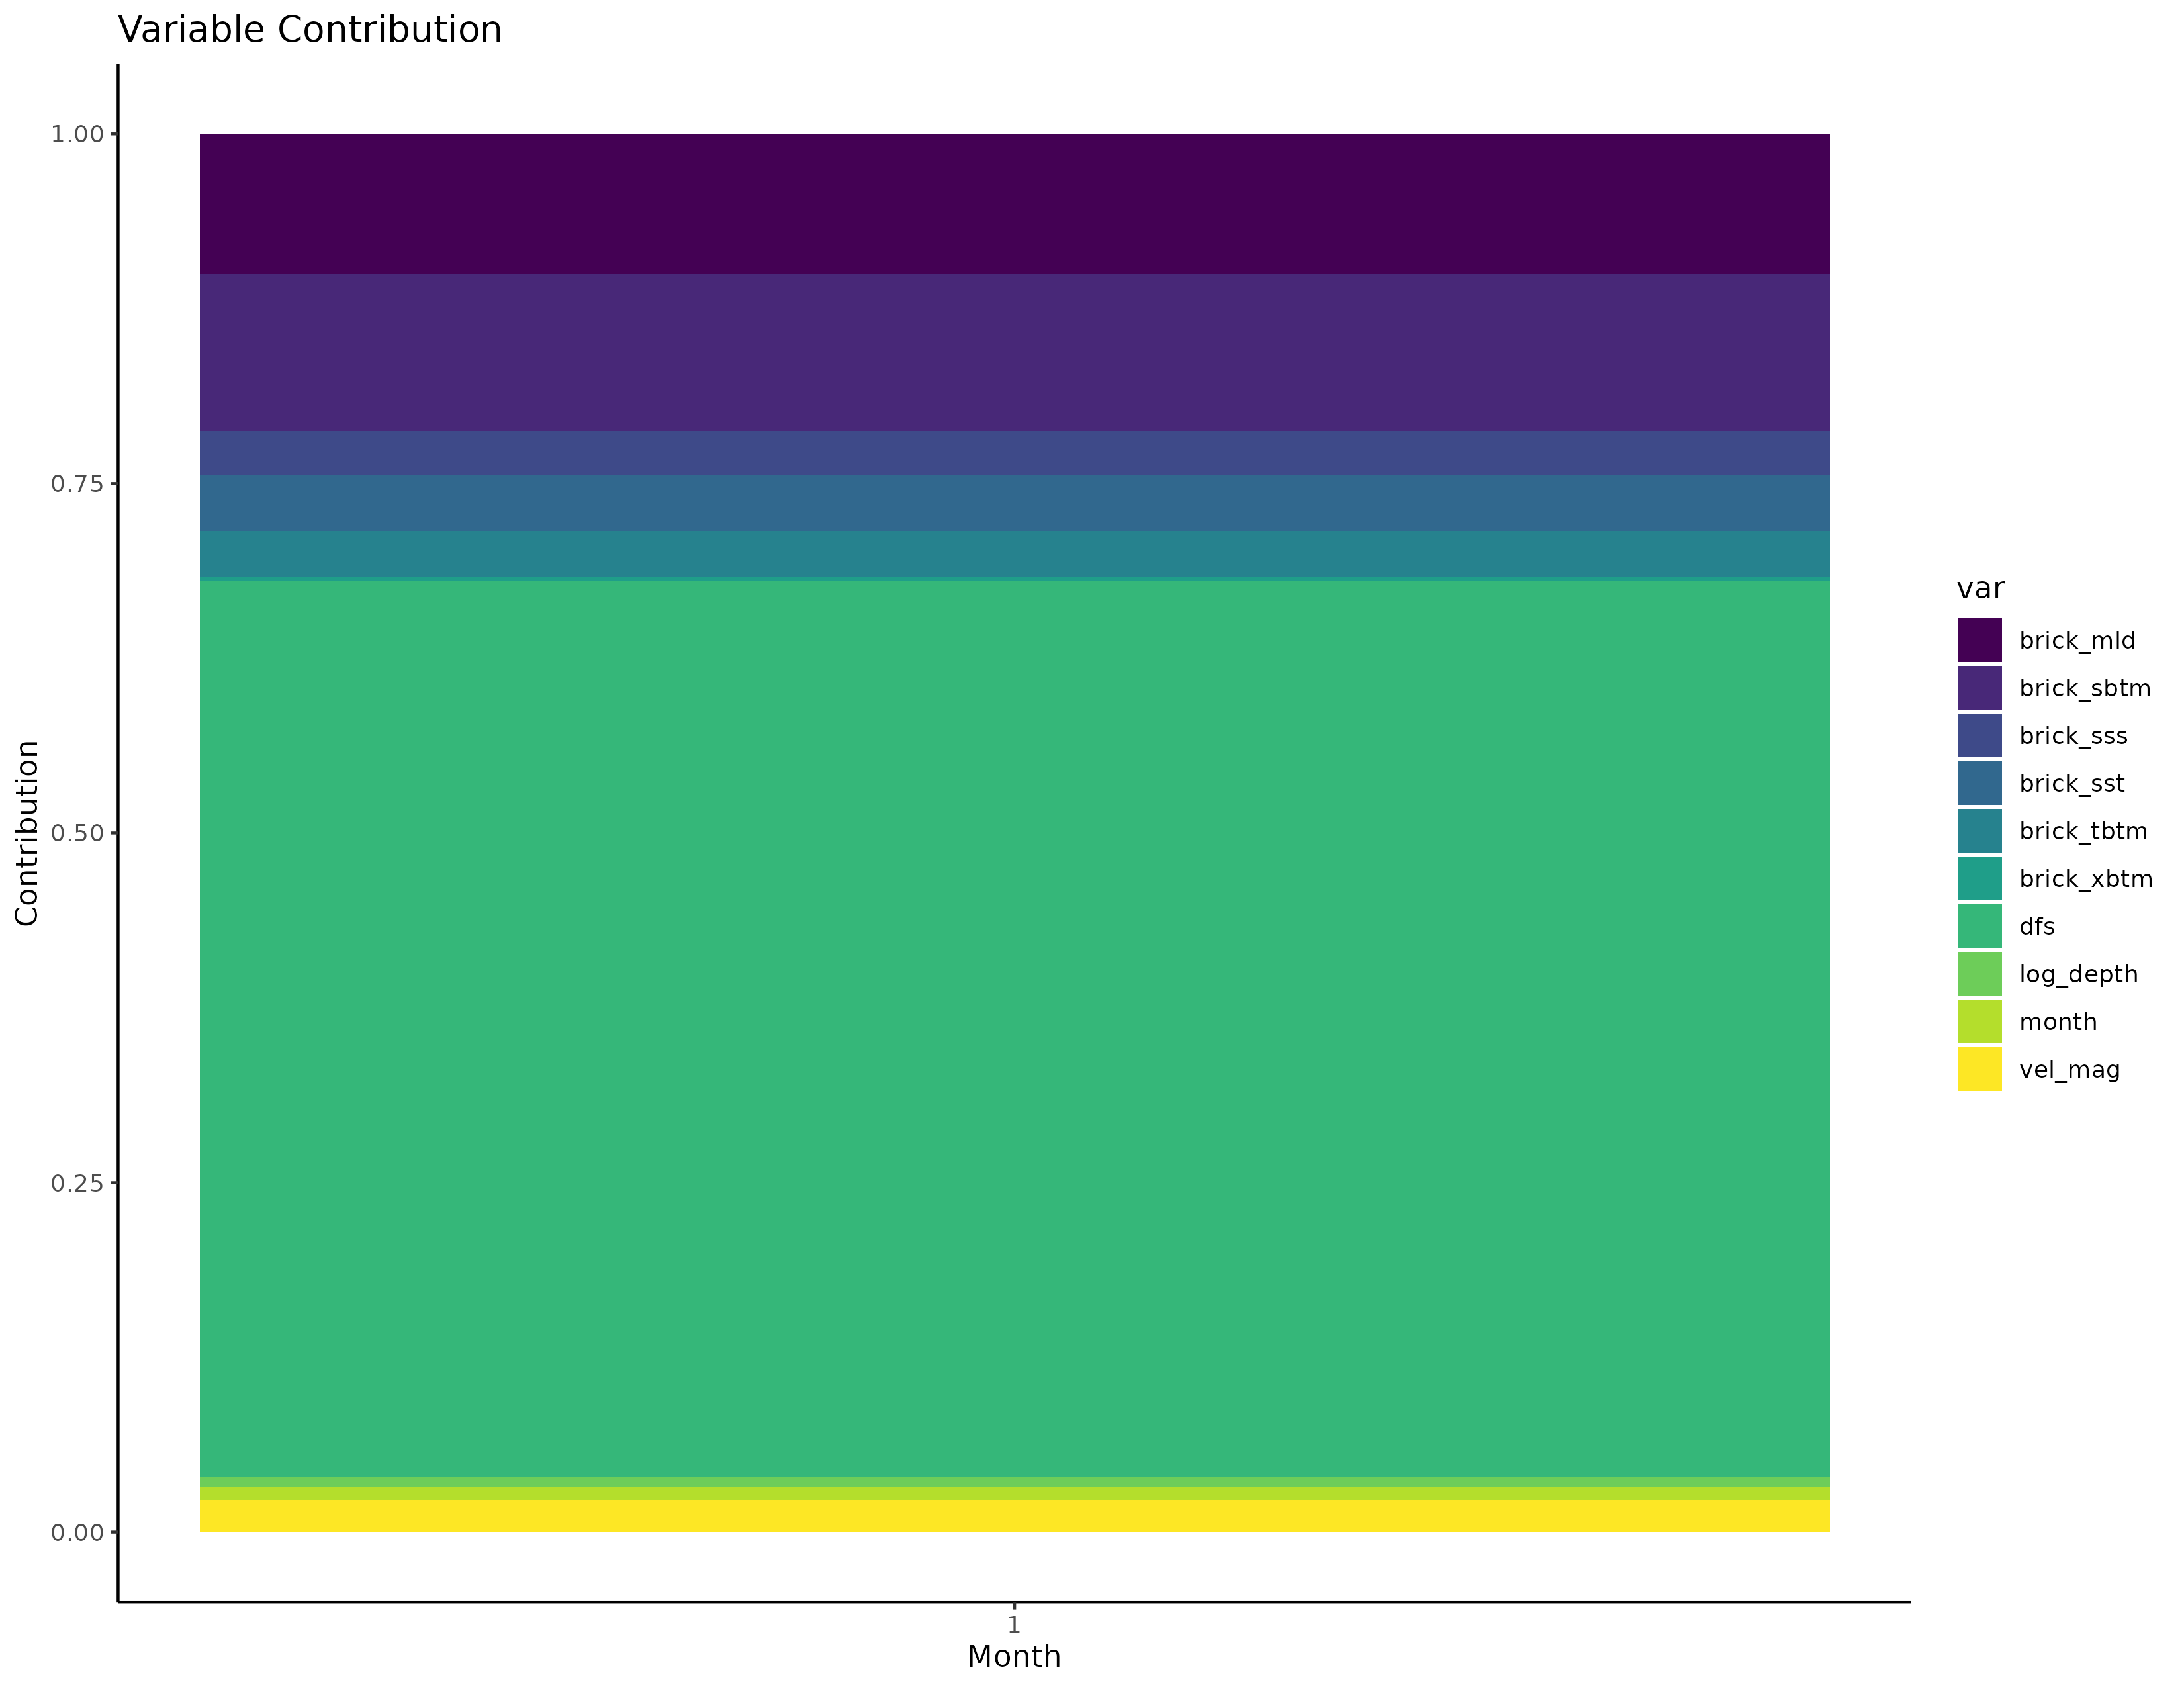 Variable Contribution
1.00
0.75
0.50
0.25
0.00
Contribution
1
Month
var
brick_mld
brick_sbtm
brick_sss
brick_sst
brick_tbtm
brick_xbtm
dfs
log_depth
month
vel_mag